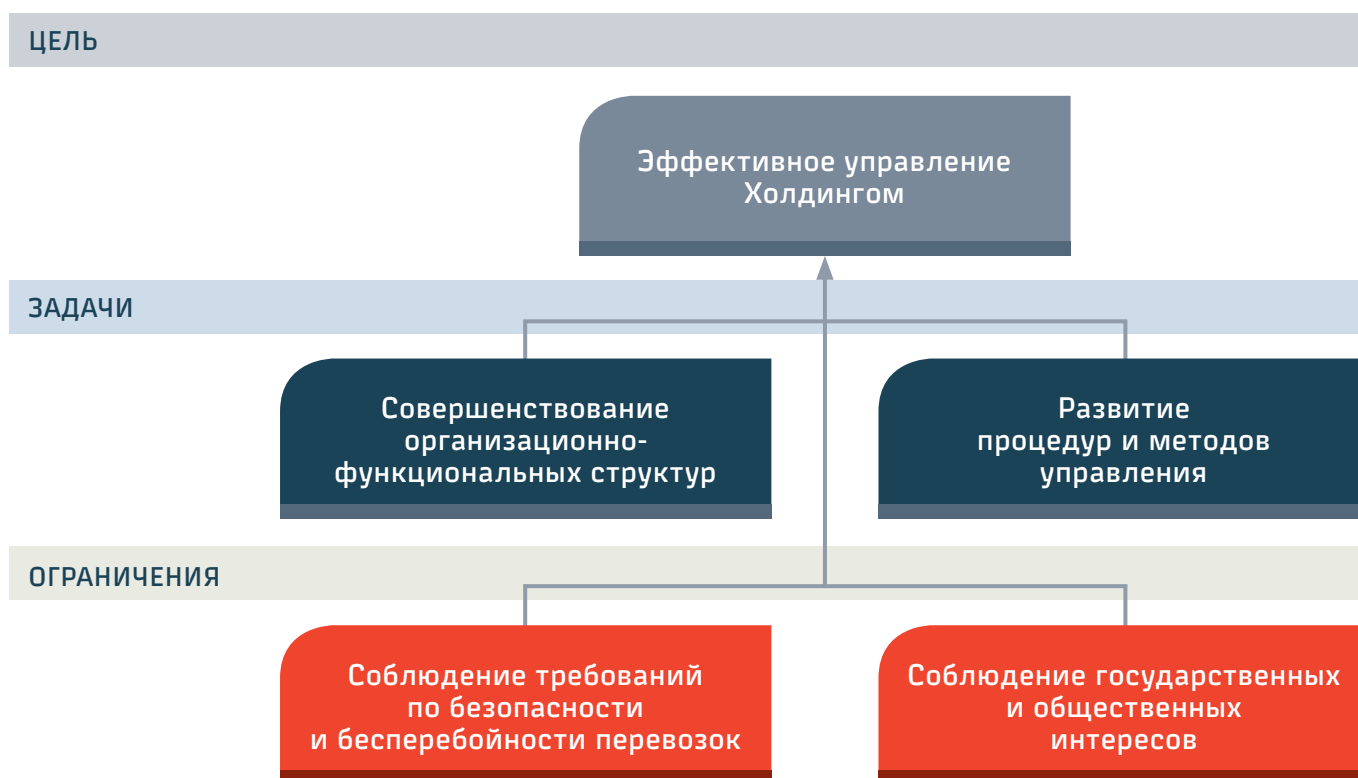 ЦЕЛЬ
Эффективное управление
Холдингом
ЗАДАЧИ
Совершенствование
организационно-
функциональных структур
Развитие
процедур и методов
управления
ОГРАНИЧЕНИЯ
Соблюдение требований
по безопасности
и бесперебойности перевозок
Соблюдение государственных
и общественных
интересов